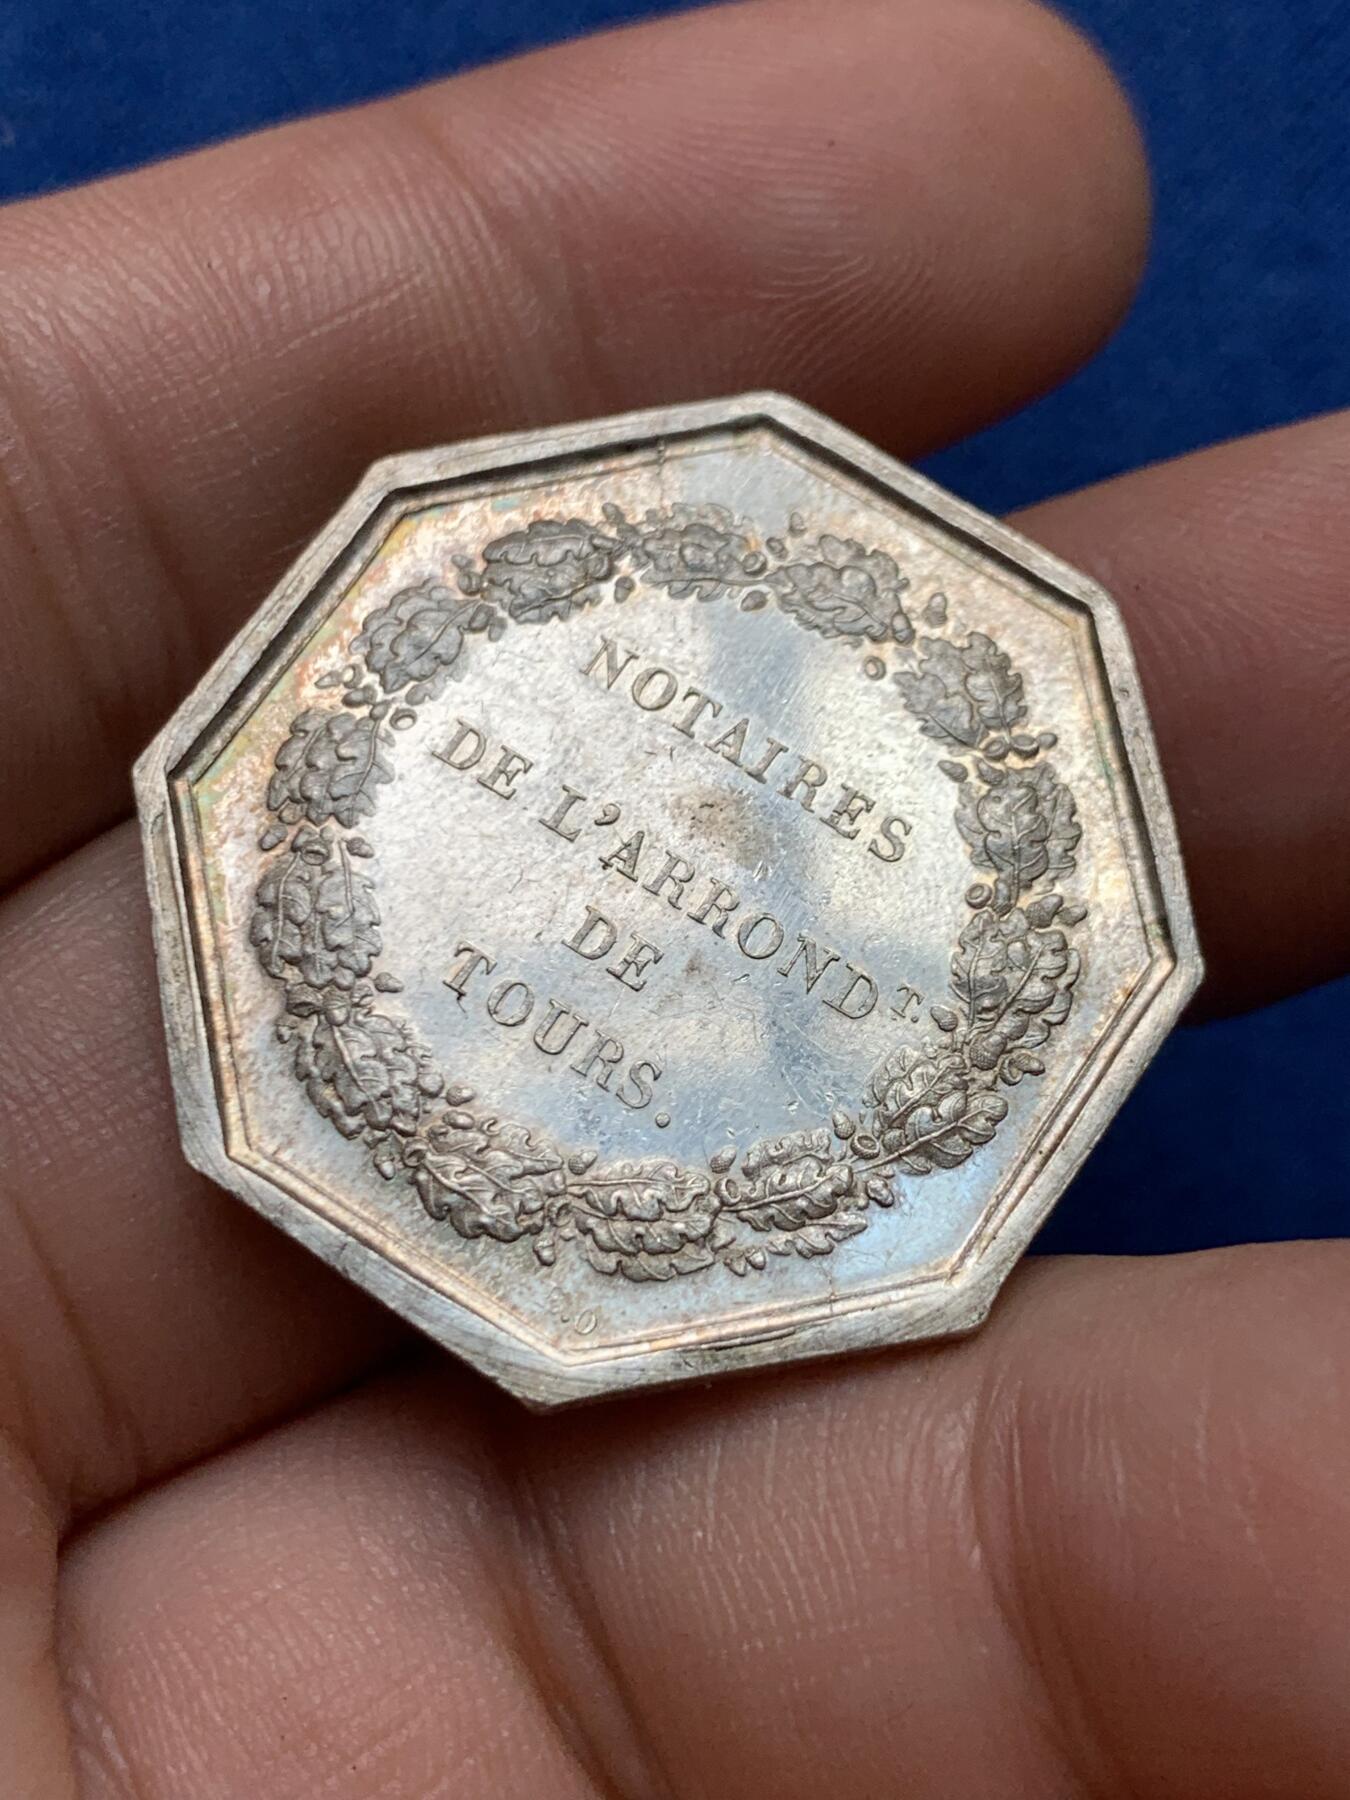 NOTAIRES
DE L'ARRONDT.
DE
TOURS.